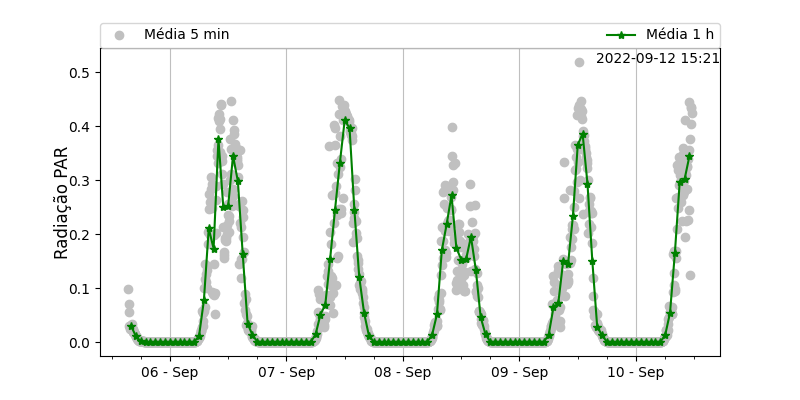 Média 5 min
Média 1 h
2022-09-12 15:21
Radiação PAR
0.5
0.4
0.3
0.2
0.1
0.0
06 - Sep
07 - Sep
08 - Sep
09 - Sep
10 - Sep